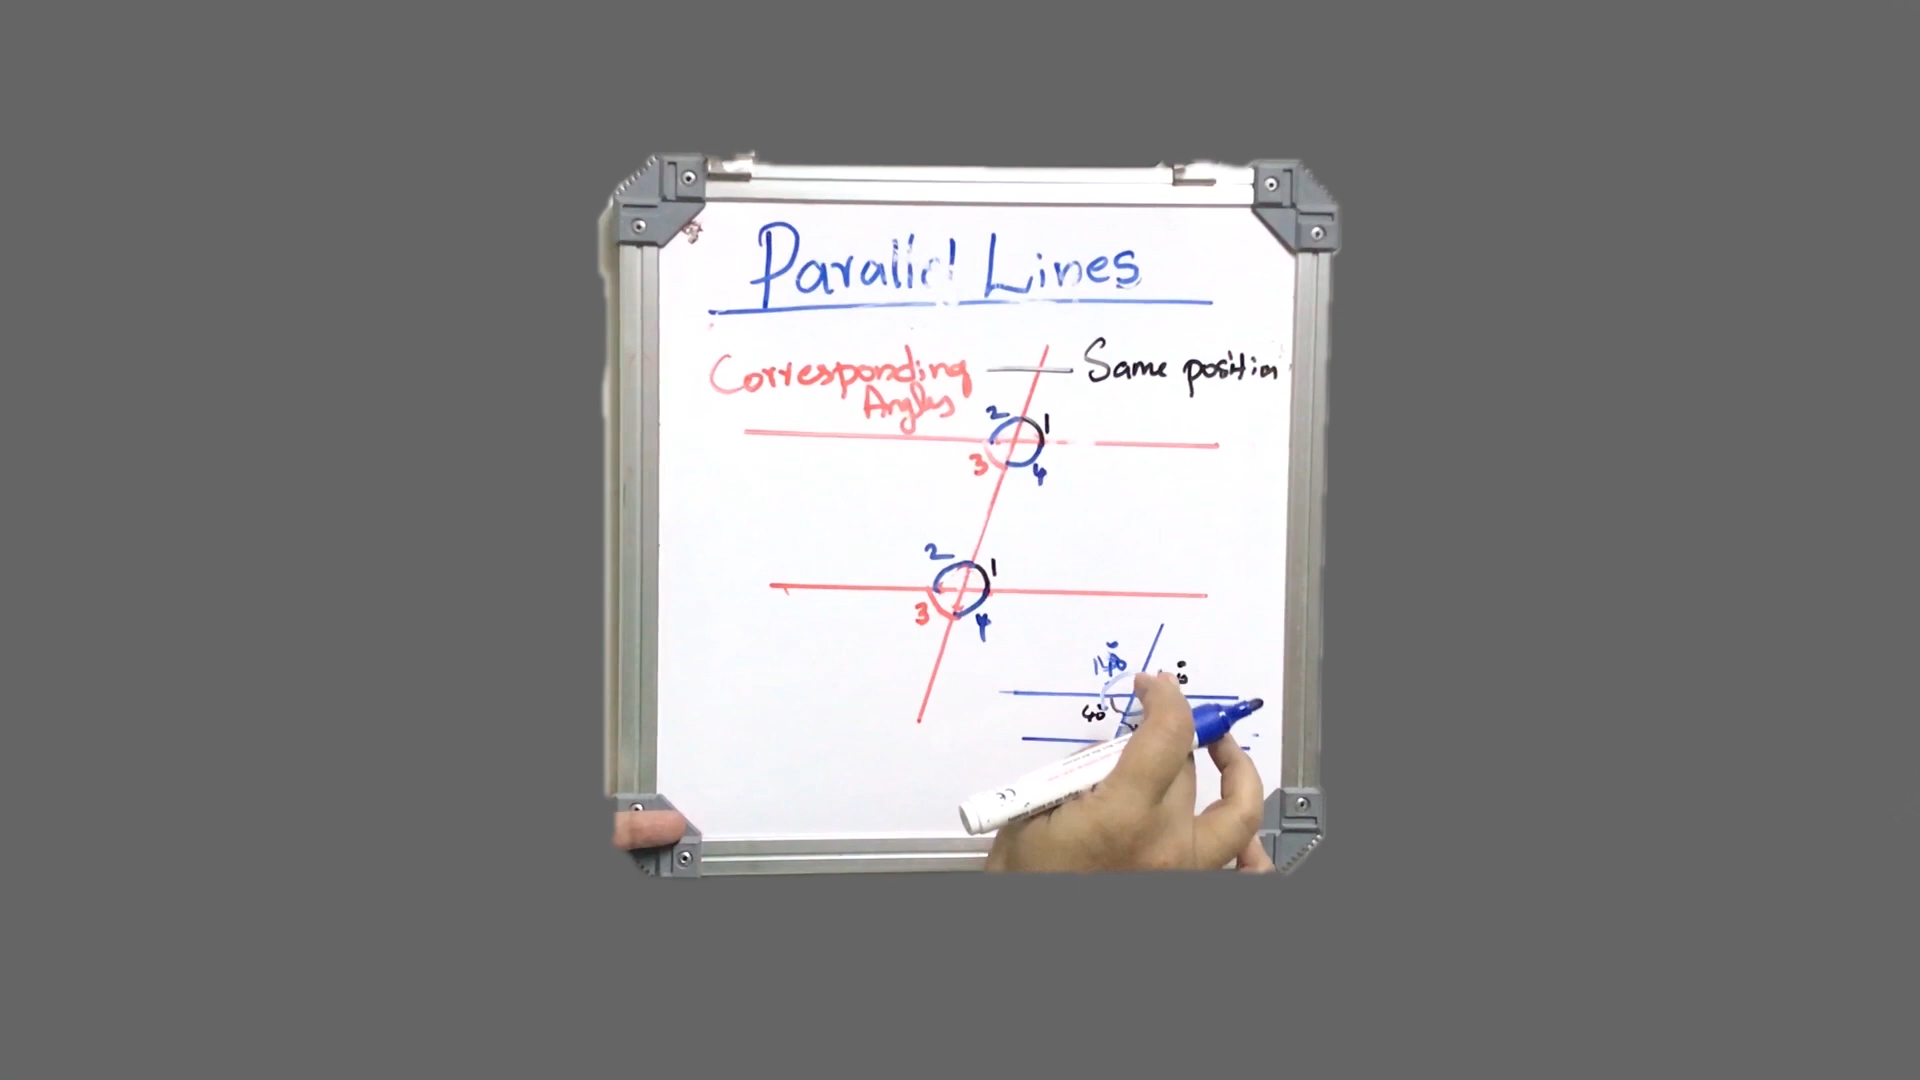 Parallel Lines
Corresponding — Same position
Angles
2 1
3 4
2 1
3 4
140°
40°